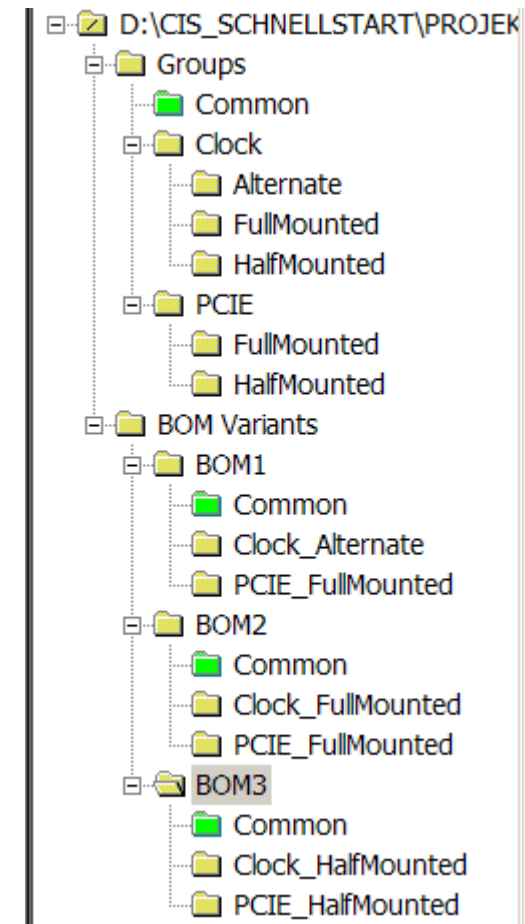 D:\CIS_SCHNELLSTART\PROJEK
Groups
Common
Clock
Alternate
FullMounted
HalfMounted
PCIE
FullMounted
HalfMounted
BOM Variants
BOM1
Common
Clock_Alternate
PCIE_FullMounted
BOM2
Common
Clock_FullMounted
PCIE_FullMounted
BOM3
Common
Clock_HalfMounted
PCIE_HalfMounted